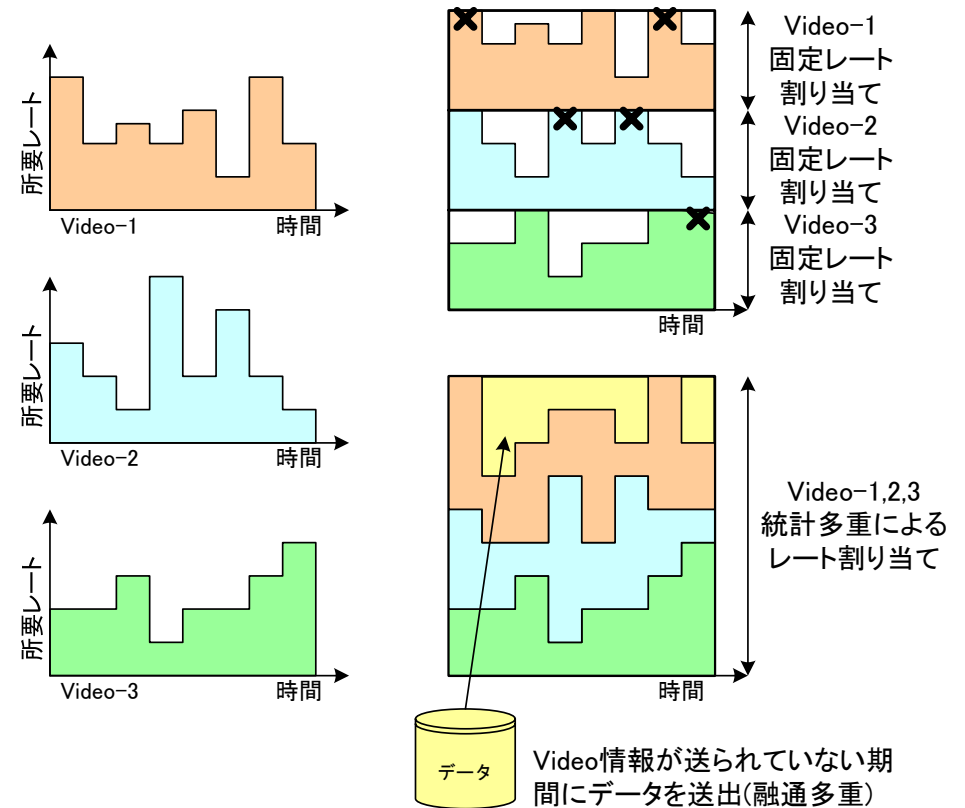 所要レート
Video-1
時間
所要レート
Video-2
時間
所要レート
Video-3
時間
Video-1
固定レート
割り当て
Video-2
固定レート
割り当て
Video-3
固定レート
割り当て
時間
Video-1,2,3
統計多重による
レート割り当て
時間
データ
Video情報が送られていない期
間にデータを送出(融通多重)